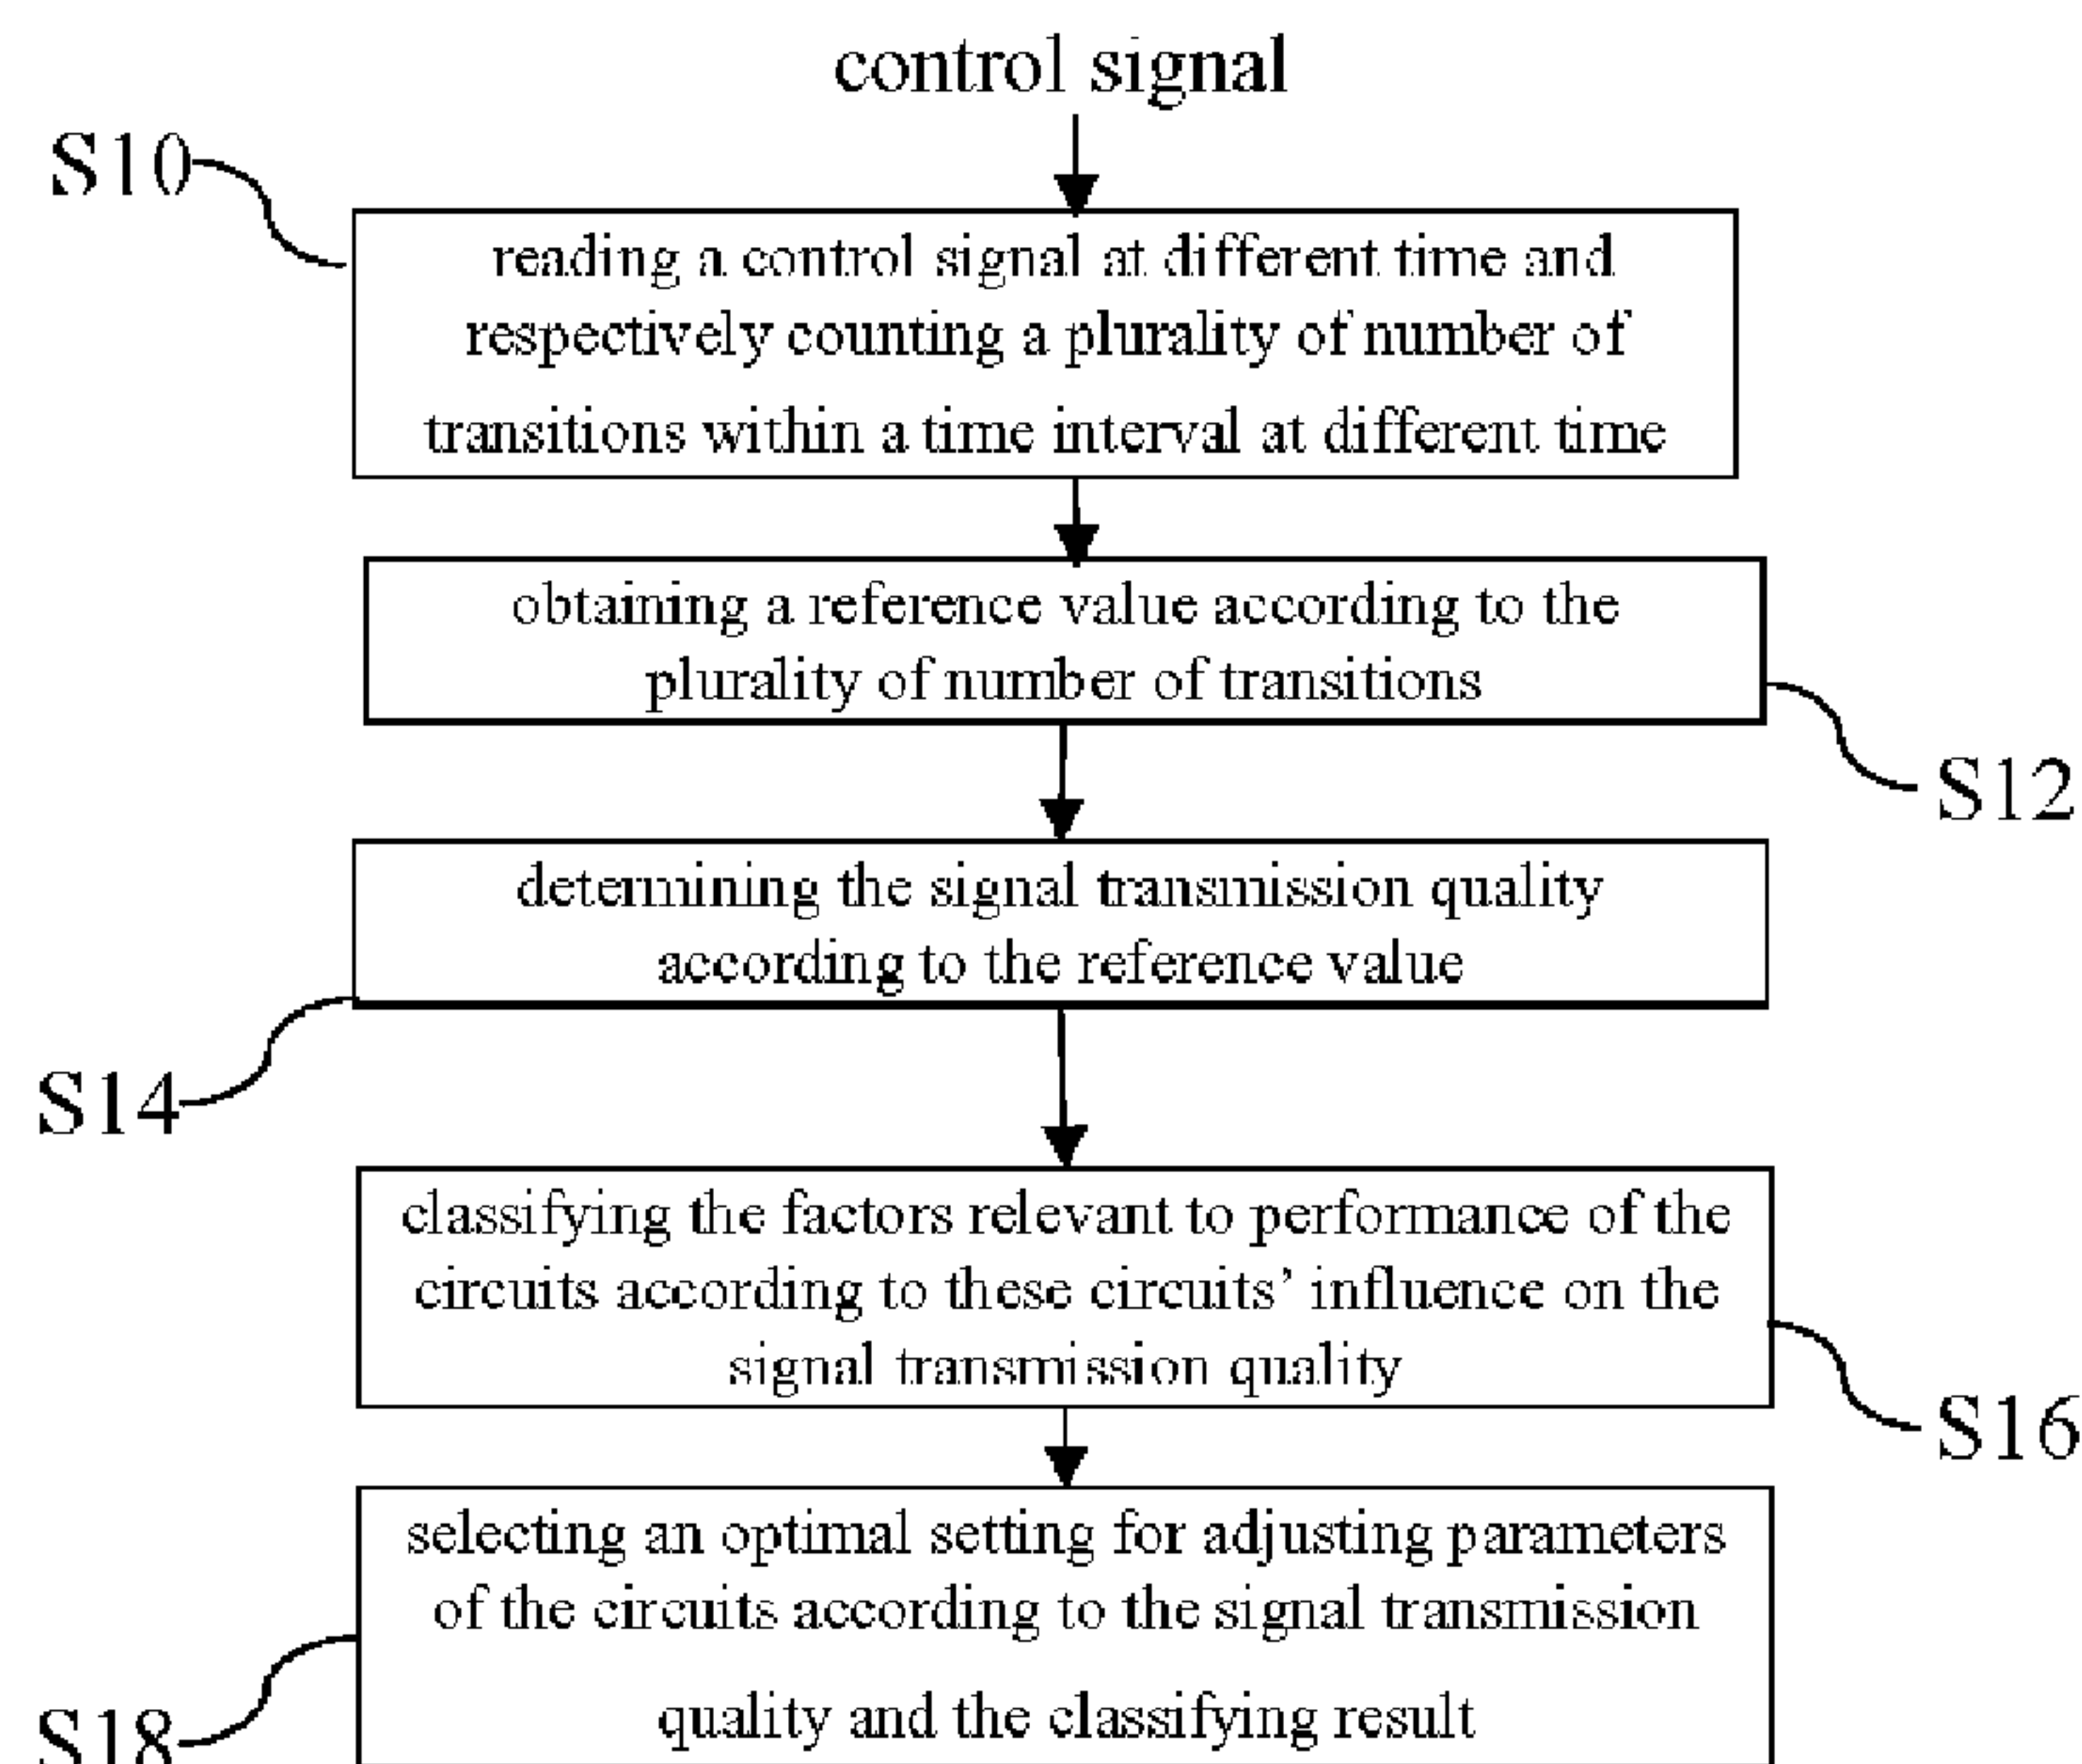 control signal
S10
reading a control signal at different time and
respectively counting a plurality of number of
transitions within a time interval at different time
obtaining a reference value according to the
plurality of number of transitions
S12
determining the signal transmission quality
according to the reference value
S14
classifying the factors relevant to performance of the
circuits according to these circuits’ influence on the
signal transmission quality
S16
selecting an optimal setting for adjusting parameters
of the circuits according to the signal transmission
quality and the classifying result
S18